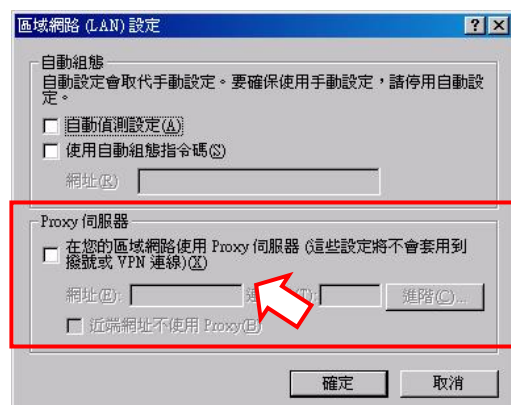 區域網路 (LAN) 設定
自動組態
自動設定會取代手動設定。要確保使用手動設定，請停用自動設
定。
自動偵測設定(A)
使用自動組態指令碼(S)
網址(R)
Proxy 伺服器
在您的區域網路使用 Proxy 伺服器 (這些設定將不會套用到
撥號或 VPN 連線)(X)
網址(E): (T): 進階(C)...
近端網址不使用 Proxy(B)
確定 取消